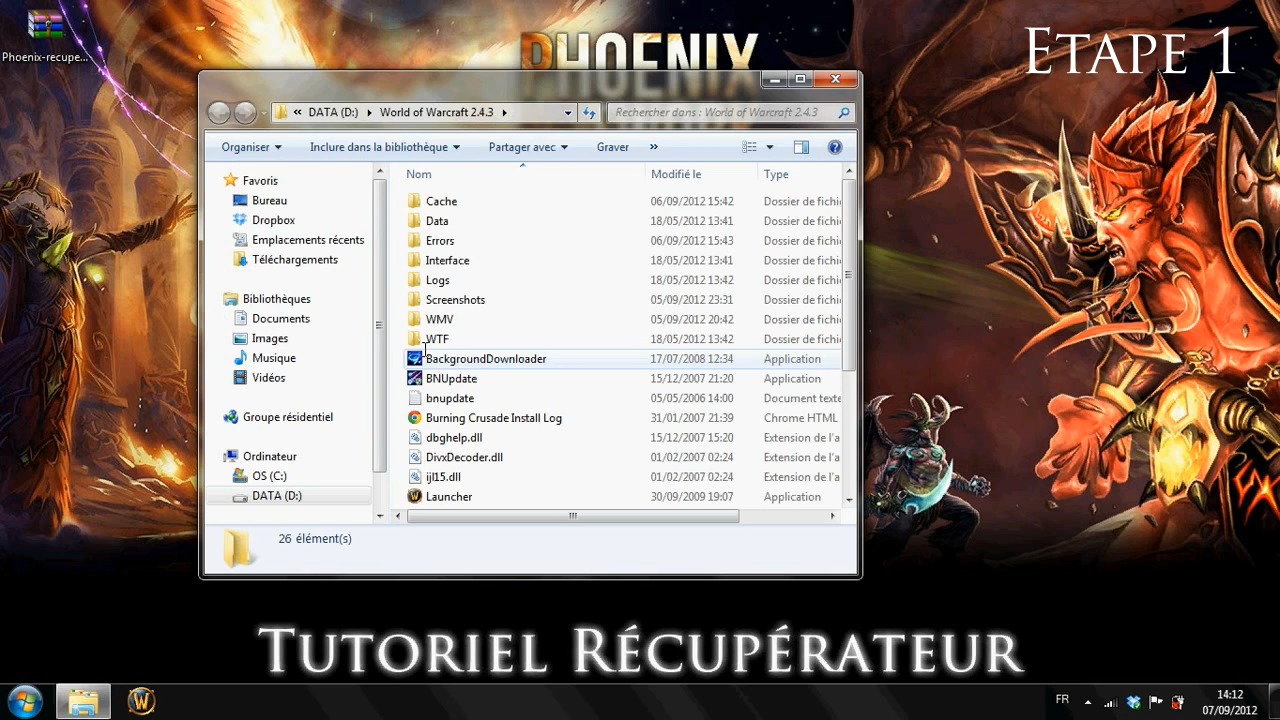 Phoenix-recupe...
PHOENIX
ETAPE 1
« DATA (D:) World of Warcraft 2.4.3
Rechercher dans : World of Warcraft 2.4.3
Organiser Inclure dans la bibliothèque Partager avec Graver »
Favoris
Bureau
Dropbox
Emplacements récents
Téléchargements
Bibliothèques
Documents
Images
Musique
Vidéos
Groupe résidentiel
Ordinateur
OS (C:)
DATA (D:)
Nom Modifié le Type
Cache 06/09/2012 15:42 Dossier de fichi
Data 18/05/2012 13:41 Dossier de fichi
Errors 06/09/2012 15:43 Dossier de fichi
Interface 18/05/2012 13:41 Dossier de fichi
Logs 18/05/2012 13:42 Dossier de fichi
Screenshots 05/09/2012 23:31 Dossier de fichi
WMV 05/09/2012 20:42 Dossier de fichi
WTF 18/05/2012 13:42 Dossier de fichi
BackgroundDownloader 17/07/2008 12:34 Application
BNUpdate 15/12/2007 21:20 Application
bnupdate 05/05/2006 14:00 Document texte
Burning Crusade Install Log 31/01/2007 21:39 Chrome HTML
dbghelp.dll 15/12/2007 15:20 Extension de l'a
DivxDecoder.dll 01/02/2007 02:24 Extension de l'a
ijl15.dll 01/02/2007 02:24 Extension de l'a
Launcher 30/09/2009 19:07 Application
26 élément(s)
TUTORIEL RÉCUPÉRATEUR
FR
14:12
07/09/2012